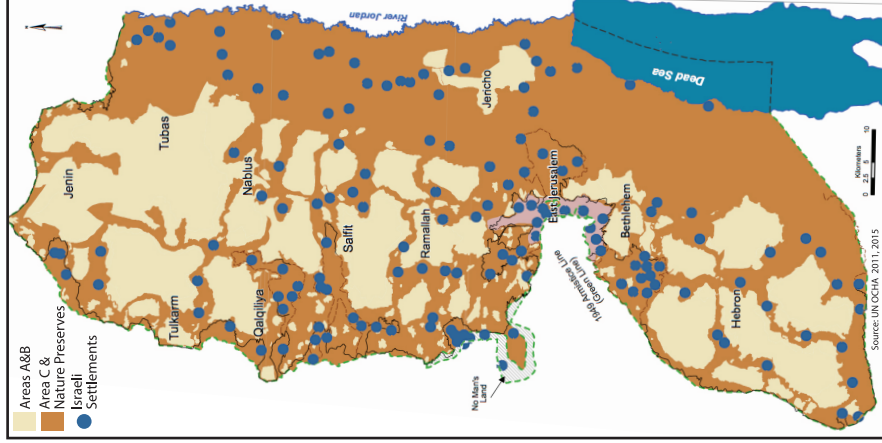 Areas A&B
Area C &
Nature Preserves
Israeli
Settlements
River Jordan
Dead Sea
Jenin
Tubas
Nablus
Tulkarm
Qalqiliya
Salfit
Ramallah
Jericho
East Jerusalem
Bethlehem
Hebron
1949 Armistice Line
(Green Line)
No Man's
Land
Kilometers
0 2.5 5 10
Source: UN OCHA 2011, 2015